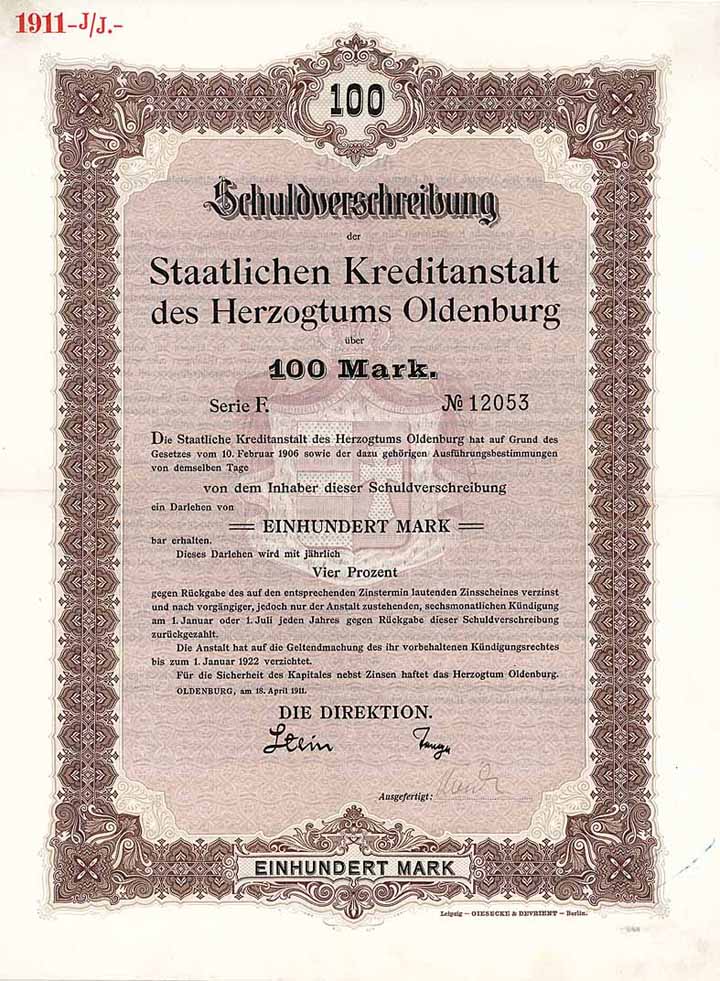 1911-J/J.-
100
Schuldverschreibung
der
Staatlichen Kreditanstalt
des Herzogtums Oldenburg
über
100 Mark.
Serie F. № 12053
Die Staatliche Kreditanstalt des Herzogtums Oldenburg hat auf Grund des
Gesetzes vom 10. Februar 1906 sowie der dazu gehörigen Ausführungsbestimmungen
von demselben Tage
von dem Inhaber dieser Schuldverschreibung
ein Darlehen von
EINHUNDERT MARK
bar erhalten.
Dieses Darlehen wird mit jährlich
Vier Prozent
gegen Rückgabe des auf den entsprechenden Zinstermin lautenden Zinsscheines verzinst
und nach vorgängiger, jedoch nur der Anstalt zustehenden, sechsmonatlichen Kündigung
am 1. Januar oder 1. Juli jeden Jahres gegen Rückgabe dieser Schuldverschreibung
zurückgezahlt.
Die Anstalt hat auf die Geltendmachung des ihr vorbehaltenen Kündigungsrechtes
bis zum 1. Januar 1922 verzichtet.
Für die Sicherheit des Kapitales nebst Zinsen haftet das Herzogtum Oldenburg.
OLDENBURG, am 18. April 1911.
DIE DIREKTION.
Stein
Ausgefertigt:
EINHUNDERT MARK
Leipzig – GIESECKE & DEVRIENT – Berlin.